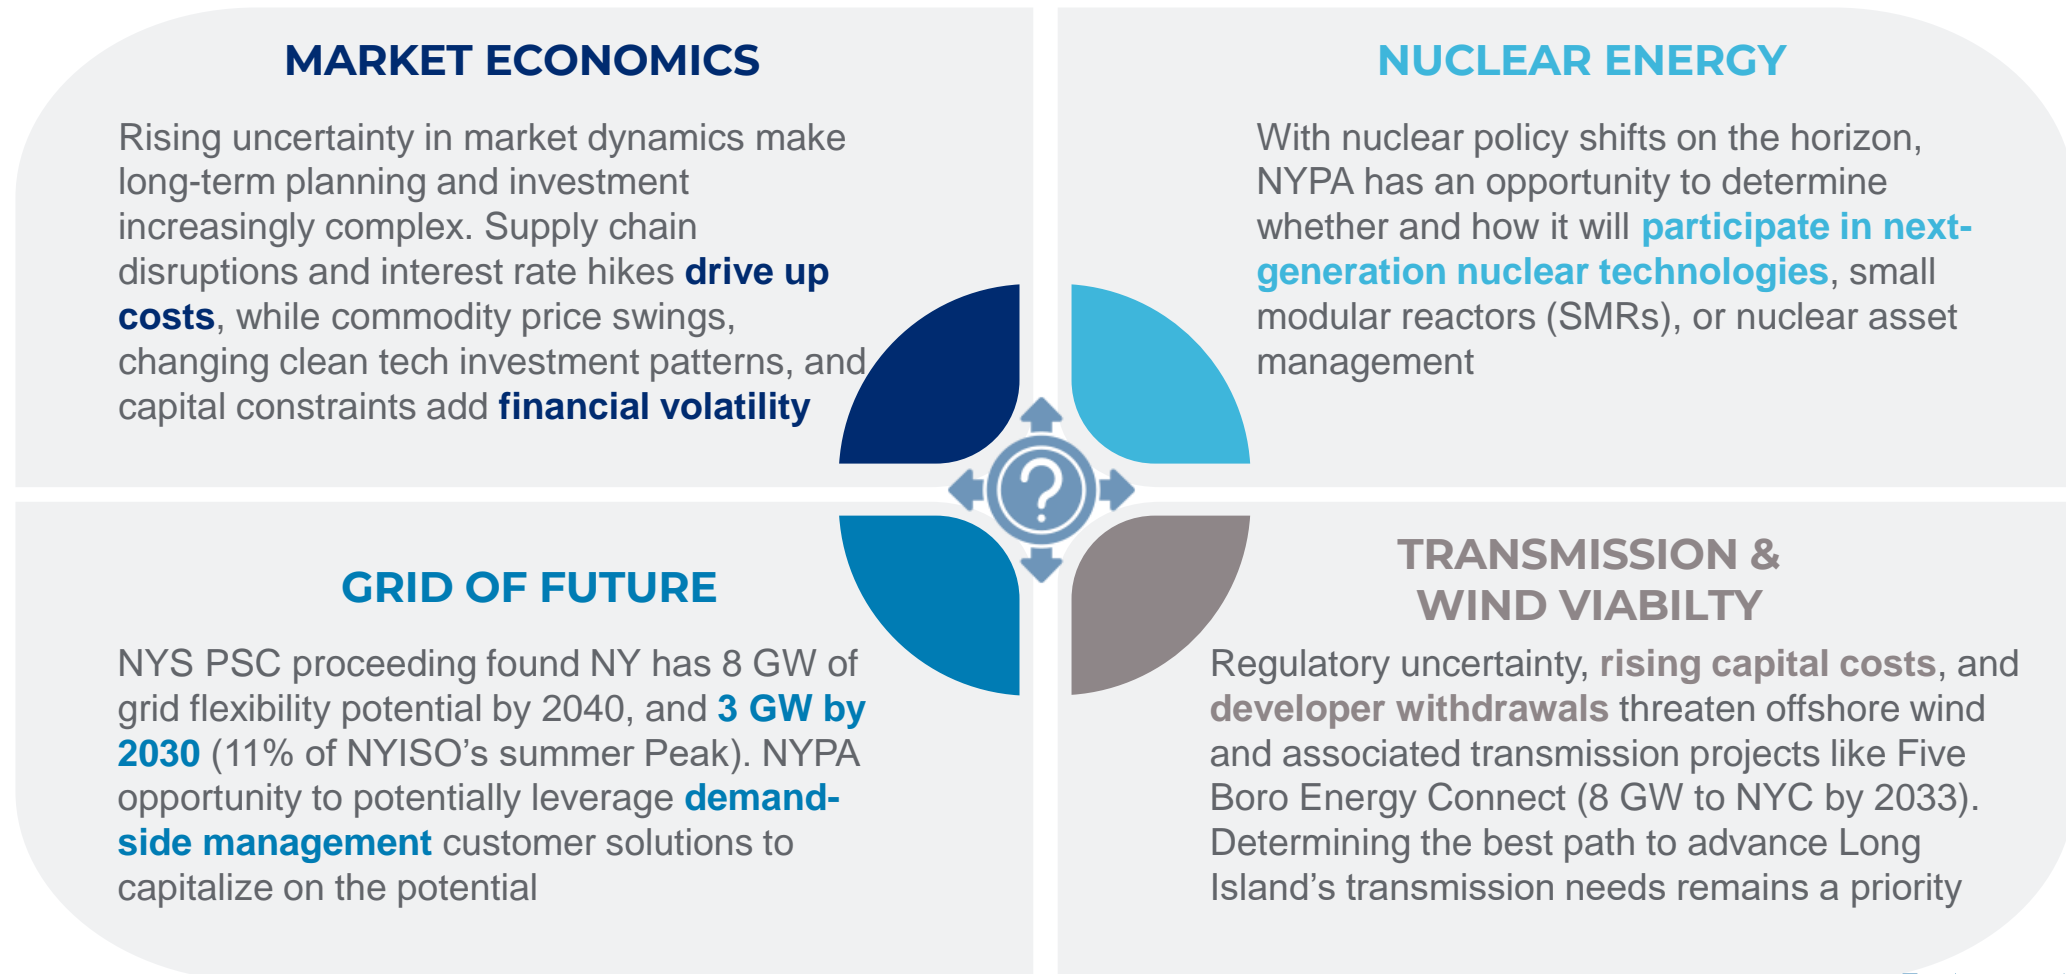 MARKET ECONOMICS
Rising uncertainty in market dynamics make
long-term planning and investment
increasingly complex. Supply chain
disruptions and interest rate hikes drive up
costs, while commodity price swings,
changing clean tech investment patterns, and
capital constraints add financial volatility
NUCLEAR ENERGY
With nuclear policy shifts on the horizon,
NYPA has an opportunity to determine
whether and how it will participate in next-
generation nuclear technologies, small
modular reactors (SMRs), or nuclear asset
management
?
GRID OF FUTURE
NYS PSC proceeding found NY has 8 GW of
grid flexibility potential by 2040, and 3 GW by
2030 (11% of NYISO’s summer Peak). NYPA
opportunity to potentially leverage demand-
side management customer solutions to
capitalize on the potential
TRANSMISSION &
WIND VIABILTY
Regulatory uncertainty, rising capital costs, and
developer withdrawals threaten offshore wind
and associated transmission projects like Five
Boro Energy Connect (8 GW to NYC by 2033).
Determining the best path to advance Long
Island’s transmission needs remains a priority